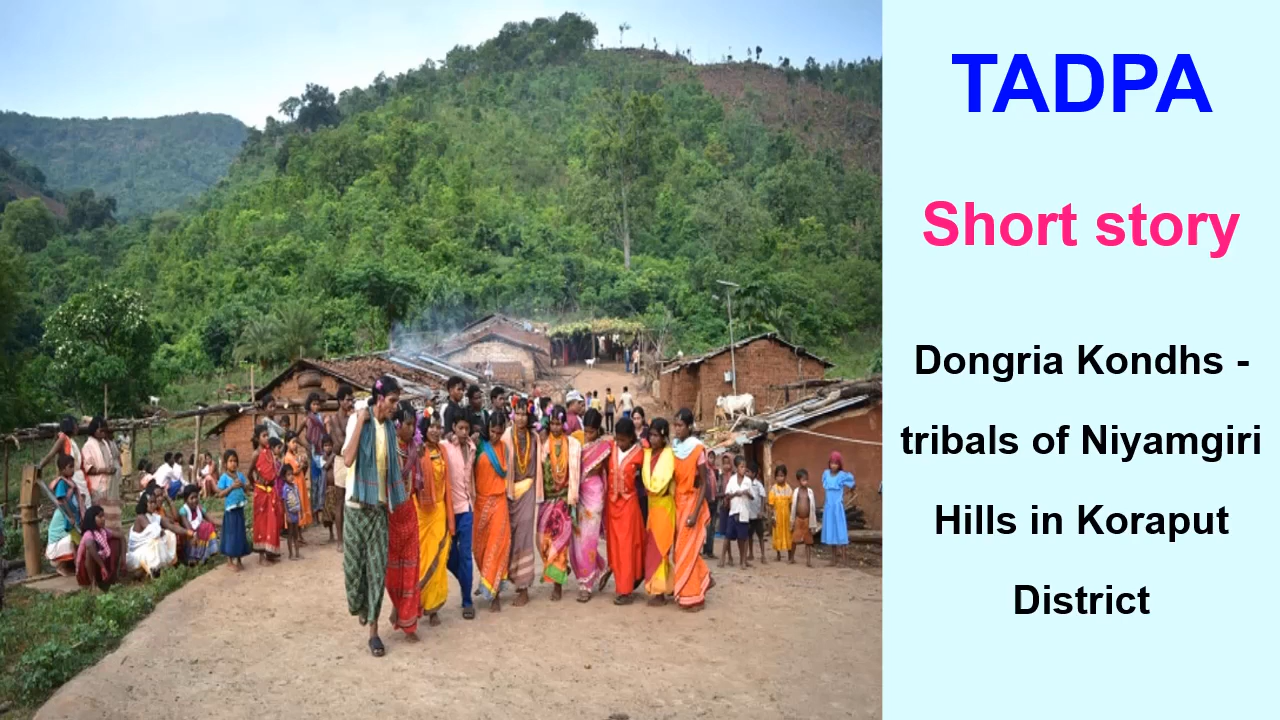 TADPA
Short story
Dongria Kondhs -
tribals of Niyamgiri
Hills in Koraput
District